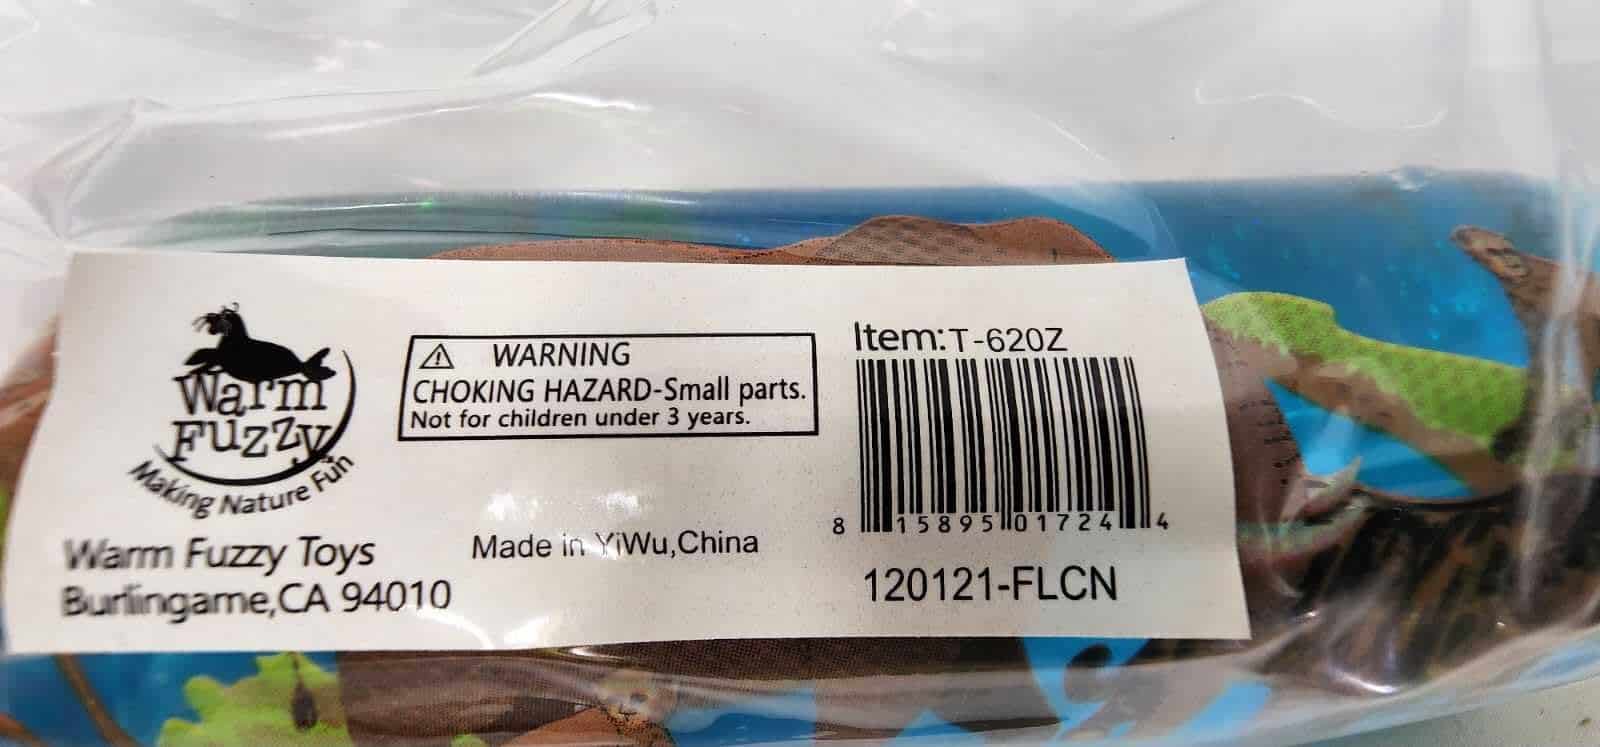 Warm
Fuzzy
Making Nature Fun
Warm Fuzzy Toys
Burlingame,CA 94010
⚠ WARNING
CHOKING HAZARD-Small parts.
Not for children under 3 years.
Made in YiWu,China
Item:T-620Z
8 15895 01724 4
120121-FLCN